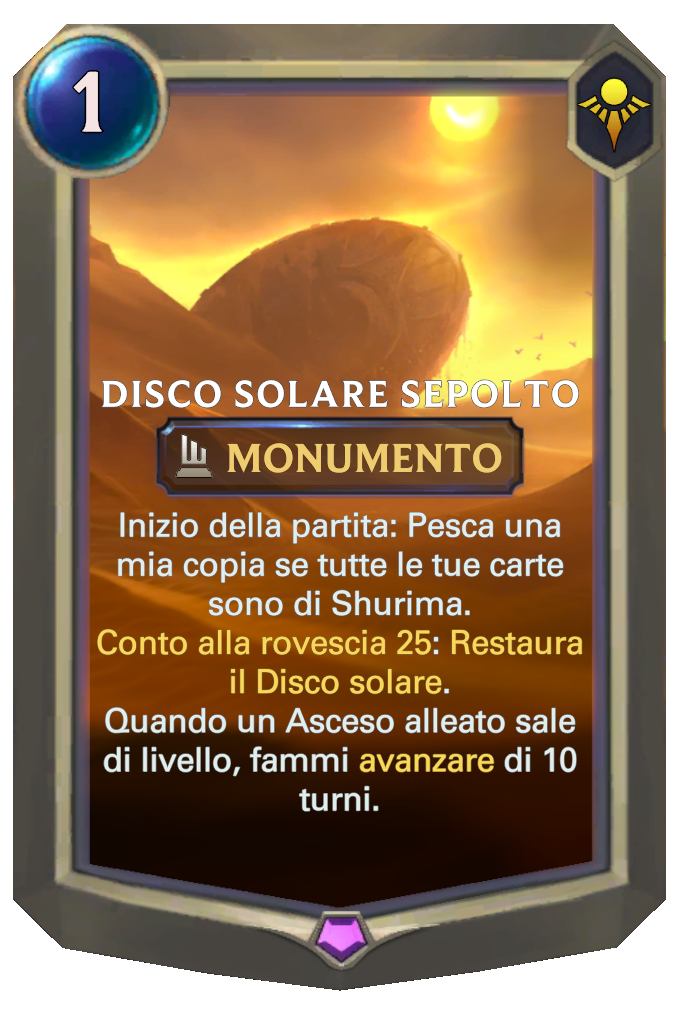 1
DISCO SOLARE SEPOLTO
MONUMENTO
Inizio della partita: Pesca una
mia copia se tutte le tue carte
sono di Shurima.
Conto alla rovescia 25: Restaura
il Disco solare.
Quando un Asceso alleato sale
di livello, fammi avanzare di 10
turni.